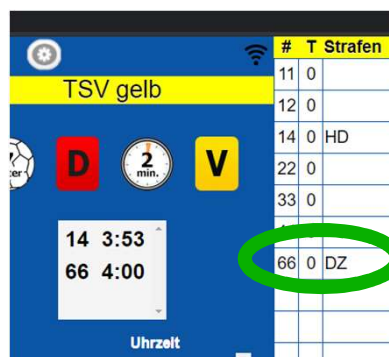 # T Strafen
TSV gelb
11 0
12 0
14 0 HD
22 0
33 0
66 0 DZ
D 2 min. V
14 3:53
66 4:00
Uhrzeit